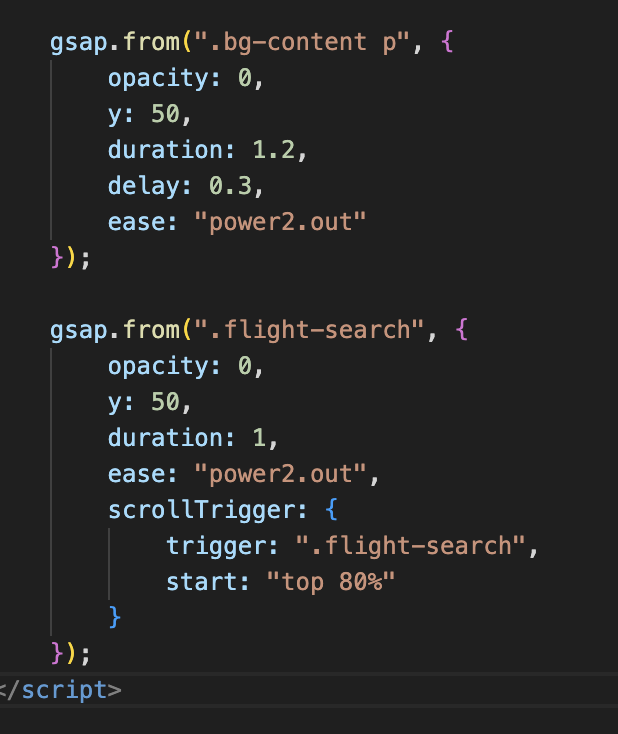 gsap.from(".bg-content p", {
    opacity: 0,
    y: 50,
    duration: 1.2,
    delay: 0.3,
    ease: "power2.out"
});
gsap.from(".flight-search", {
    opacity: 0,
    y: 50,
    duration: 1,
    ease: "power2.out",
    scrollTrigger: {
        trigger: ".flight-search",
        start: "top 80%"
    }
});
</script>